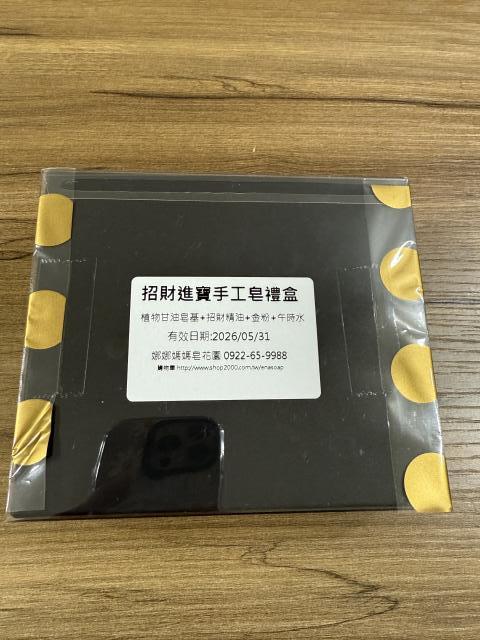 招財進寶手工皂禮盒
植物甘油皂基+招財精油+金粉+午時水
有效日期:2026/05/31
娜娜媽媽皂花園 0922-65-9988
購物車 http://www.shop2000.com.tw/enasoap